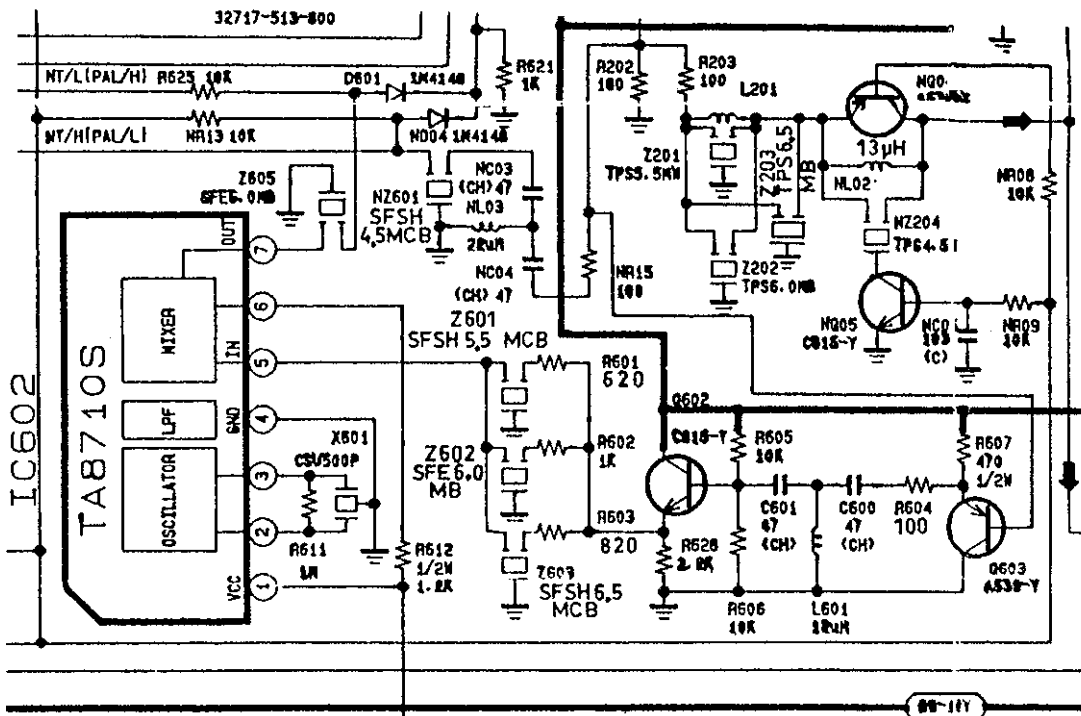 32717-513-800
NT/L(PAL/H)
R625 10K
D601
1N4148
NT/H(PAL/L)
NR13 10K
ND04 1N4148
R621
1K
R202
100
R203
100
L201
13µH
NL02
Z201
TPS5.5MW
Z203
TPS6,5
MB
NR08
10K
Z605
SFE6.0MB
NZ601
SFSH
4,5MCB
NC03
(CH) 47
NL03
22uH
NC04
(CH) 47
NR15
100
Z202
TPS6.0MB
NZ204
NQ05
C815-Y
(C)
NR09
10K
IC602
TA8710S
MIXER
LPF
OSCILLATOR
OUT
IN
GND
VCC
7
6
5
4
3
2
1
X601
CSU500P
R611
1M
R612
1/2W
1.2K
Z601
SFSH 5,5 MCB
Z602
SFE6,0
MB
Z603
SFSH6,5
MCB
R601
620
R602
1K
R603
820
Q602
C815-Y
R605
10K
R628
2.2K
R606
10K
C601
47
(CH)
L601
C600
47
(CH)
R604
100
R607
470
1/2W
Q603